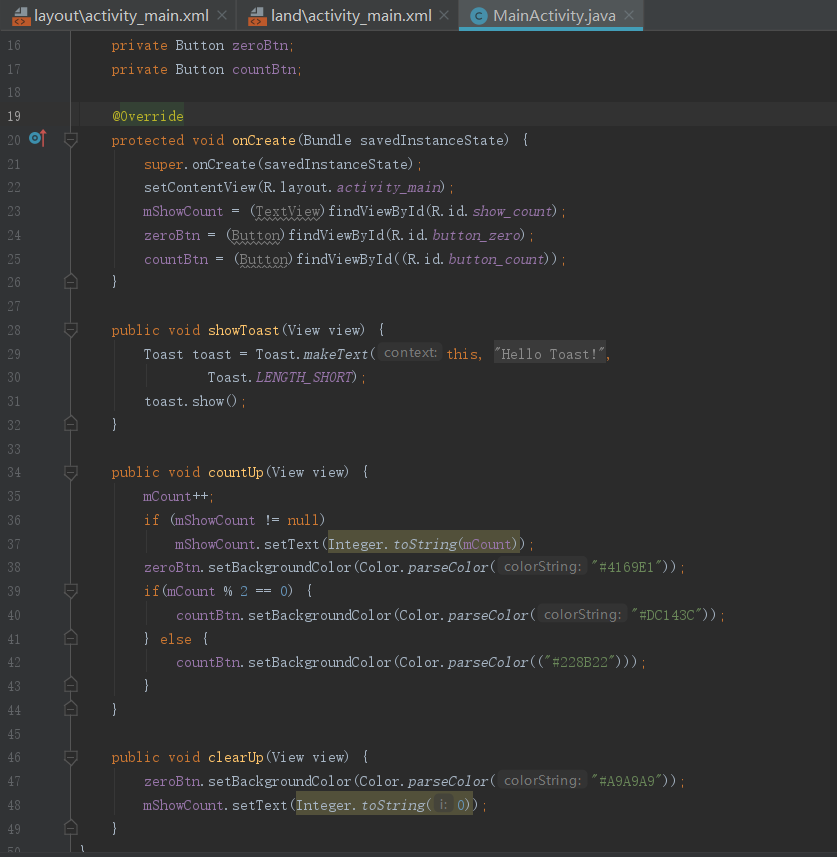 layout\activity_main.xml × land\activity_main.xml × MainActivity.java ×
16 private Button zeroBtn;
17 private Button countBtn;
18
19 @Override
20 protected void onCreate(Bundle savedInstanceState) {
21 super.onCreate(savedInstanceState);
22 setContentView(R.layout.activity_main);
23 mShowCount = (TextView)findViewById(R.id.show_count);
24 zeroBtn = (Button)findViewById(R.id.button_zero);
25 countBtn = (Button)findViewById((R.id.button_count));
26 }
27
28 public void showToast(View view) {
29 Toast toast = Toast.makeText( context: this, "Hello Toast!",
30 Toast.LENGTH_SHORT);
31 toast.show();
32 }
33
34 public void countUp(View view) {
35 mCount++;
36 if (mShowCount != null)
37 mShowCount.setText(Integer.toString(mCount));
38 zeroBtn.setBackgroundColor(Color.parseColor( colorString: "#4169E1"));
39 if(mCount % 2 == 0) {
40 countBtn.setBackgroundColor(Color.parseColor( colorString: "#DC143C"));
41 } else {
42 countBtn.setBackgroundColor(Color.parseColor(("#228B22")));
43 }
44 }
45
46 public void clearUp(View view) {
47 zeroBtn.setBackgroundColor(Color.parseColor( colorString: "#A9A9A9"));
48 mShowCount.setText(Integer.toString( i: 0));
49 }
50 }